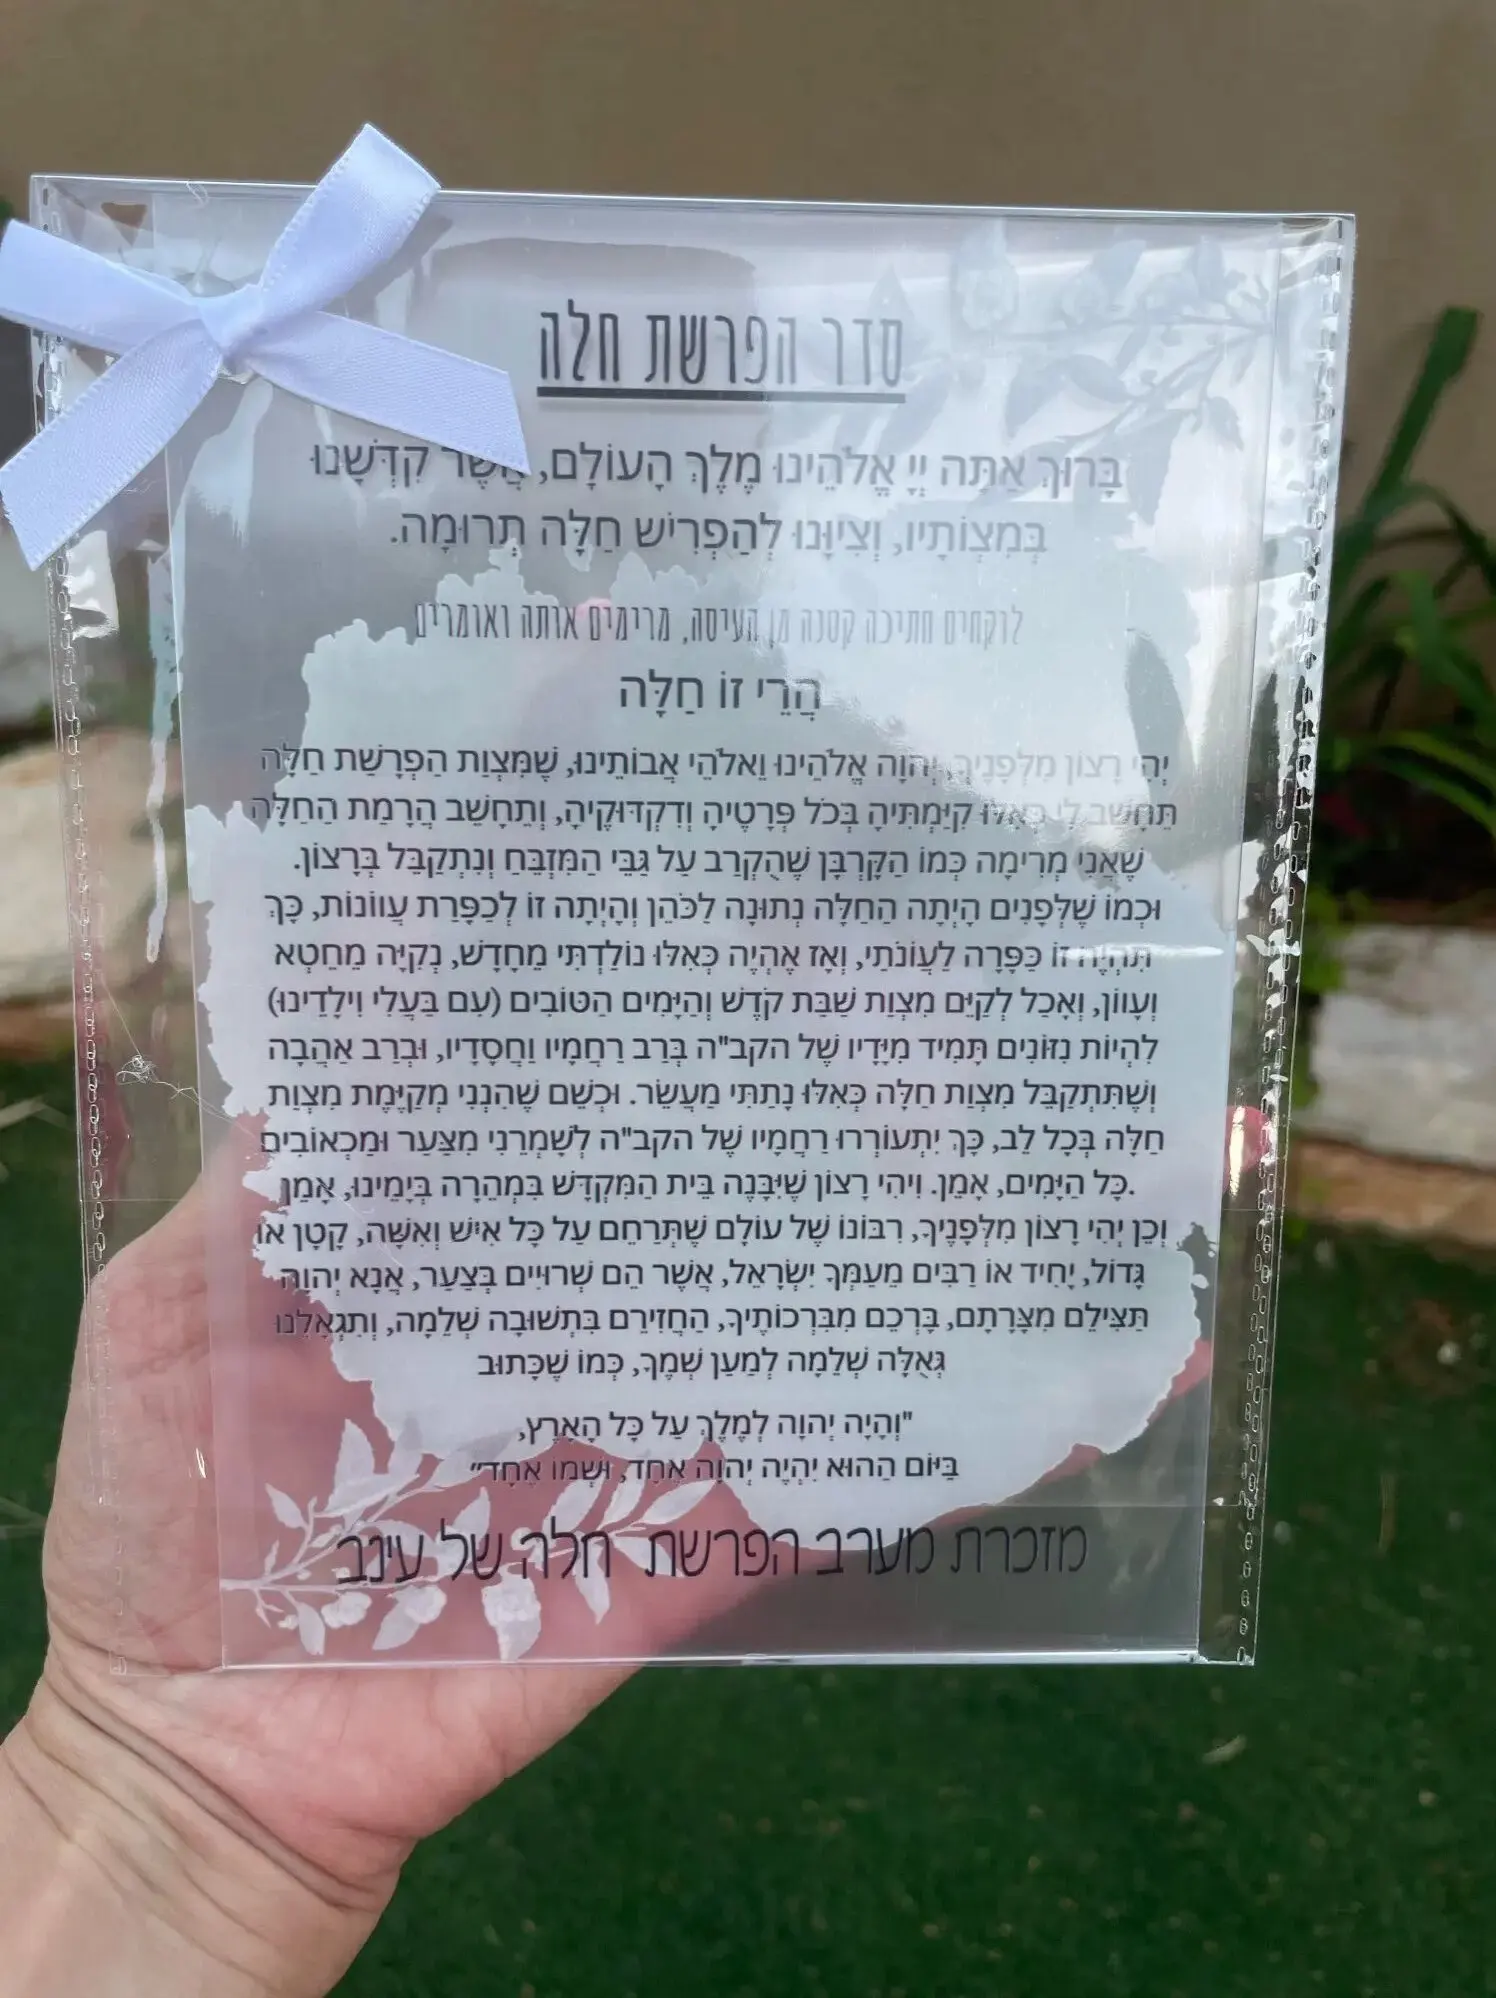 סדר הפרשת חלה
בָּרוּךְ אַתָּה יְיָ אֱלֹהֵינוּ מֶלֶךְ הָעוֹלָם, אֲשֶׁר קִדְּשָׁנוּ
בְּמִצְוֹתָיו, וְצִיוָּנוּ לְהַפְרִישׁ חַלָּה תְּרוּמָה.
לוקחים חתיכה קטנה מן העיסה, מרימים אותה ואומרים
הֲרֵי זוֹ חַלָּה
יְהִי רָצוֹן מִלְּפָנֶיךָ, יְהוָה אֱלֹהֵינוּ וֵאלֹהֵי אֲבוֹתֵינוּ, שֶׁמִּצְוַת הַפְרָשַׁת חַלָּה
תֵּחָשֵׁב לִי כְּאִלּוּ קִיַּמְתִּיהָ בְּכֹל פְּרָטֶיהָ וְדִקְדּוּקֶיהָ, וְתֵחָשֵׁב הֲרָמַת הַחַלָּה
שֶׁאֲנִי מְרִימָה כְּמוֹ הַקָּרְבָּן שֶׁהֻקְרַב עַל גַּבֵּי הַמִּזְבֵּחַ וְנִתְקַבֵּל בְּרָצוֹן.
וּכְמוֹ שֶׁלְּפָנִים הָיְתָה הַחַלָּה נְתוּנָה לַכֹּהֵן וְהָיְתָה זוֹ לְכַפָּרַת עֲווֹנוֹת, כָּךְ
תִּהְיֶה זוֹ כַּפָּרָה לַעֲוֹנֹתַי, וְאָז אֶהְיֶה כְּאִלּוּ נוֹלַדְתִּי מֵחָדָשׁ, נְקִיָּה מֵחֵטְא
וְעָווֹן, וְאָכַל לְקַיֵּם מִצְוַת שַׁבַּת קֹדֶשׁ וְהַיָּמִים הַטּוֹבִים (עִם בַּעְלִי וִילָדֵינוּ)
לִהְיוֹת נִזּוֹנִים תָּמִיד מִיָּדָיו שֶׁל הקב"ה בְּרֹב רַחֲמָיו וַחֲסָדָיו, וּבְרֹב אַהֲבָה
וְשֶׁתִּתְקַבֵּל מִצְוַת חַלָּה כְּאִלּוּ נָתַתִּי מַעֲשֵׂר. וּכְשֵׁם שֶׁהִנְנִי מְקַיֶּמֶת מִצְוַת
חַלָּה בְּכָל לֵב, כָּךְ יִתְעוֹרְרוּ רַחֲמָיו שֶׁל הקב"ה לְשָׁמְרֵנִי מִצַּעַר וּמַכְאוֹבִים
.כָּל הַיָּמִים, אָמֵן. וִיהִי רָצוֹן שֶׁיִּבָּנֶה בֵּית הַמִּקְדָּשׁ בִּמְהֵרָה בְּיָמֵינוּ, אָמֵן
וְכֵן יְהִי רָצוֹן מִלְּפָנֶיךָ, רִבּוֹנוֹ שֶׁל עוֹלָם שֶׁתְּרַחֵם עַל כָּל אִישׁ וְאִשָּׁה, קָטָן אוֹ
גָּדוֹל, יָחִיד אוֹ רַבִּים מֵעַמְּךָ יִשְׂרָאֵל, אֲשֶׁר הֵם שְׁרוּיִים בְּצַעַר, אָנָּא יְהוָה
תַּצִּילֵם מִצָּרָתָם, בָּרְכֵם מִבִּרְכוֹתֶיךָ, הַחֲזִירֵם בִּתְשׁוּבָה שְׁלֵמָה, וְתִגְאָלֵנוּ
גְּאֻלָּה שְׁלֵמָה לְמַעַן שְׁמֶךָ, כְּמוֹ שֶׁכָּתוּב
"וְהָיָה יְהוָה לְמֶלֶךְ עַל כָּל הָאָרֶץ,
בַּיּוֹם הַהוּא יִהְיֶה יְהוָה אֶחָד, וּשְׁמוֹ אֶחָד"
מזכרת מערב הפרשת חלה של עינב